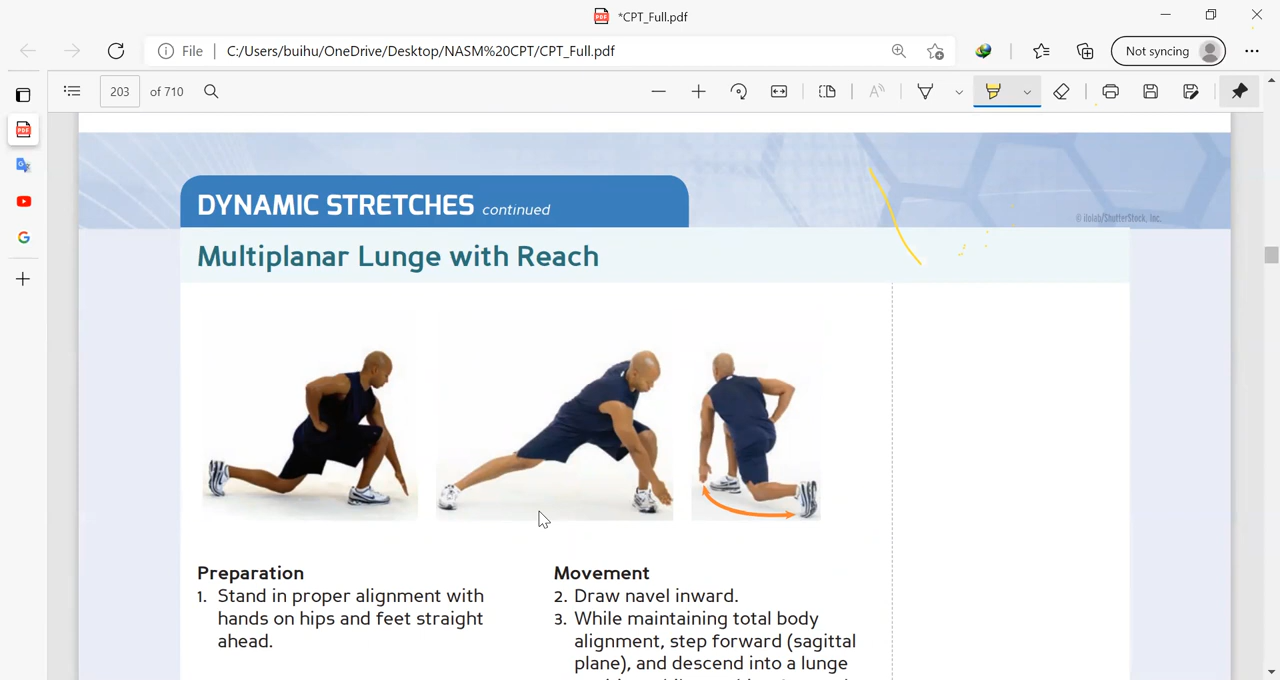 *CPT_Full.pdf
File
C:/Users/buihu/OneDrive/Desktop/NASM%20CPT/CPT_Full.pdf
Not syncing
203 of 710
DYNAMIC STRETCHES continued
© ilolab/ShutterStock, Inc.
Multiplanar Lunge with Reach
Preparation
1. Stand in proper alignment with
hands on hips and feet straight
ahead.
Movement
2. Draw navel inward.
3. While maintaining total body
alignment, step forward (sagittal
plane), and descend into a lunge